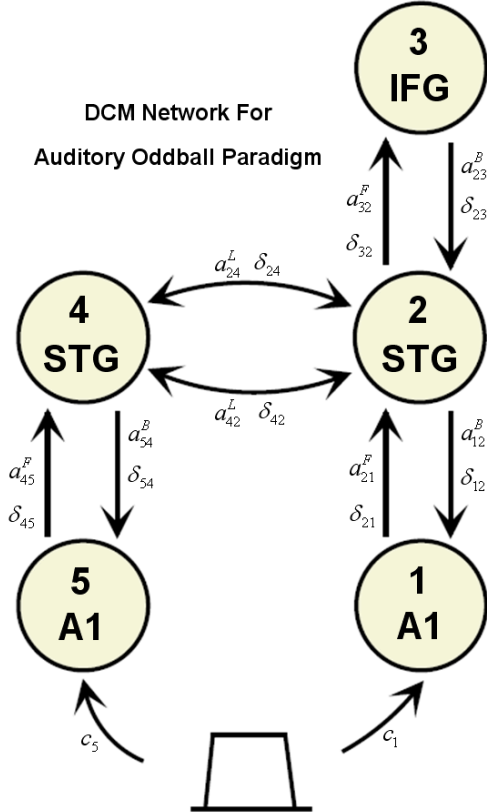 3
IFG
DCM Network For
Auditory Oddball Paradigm
a^B_23
a^F_32
δ_23
δ_32
a^L_24 δ_24
4
STG
2
STG
a^L_42 δ_42
a^B_54
a^B_12
a^F_45
δ_54
a^F_21
δ_12
δ_45
δ_21
5
A1
1
A1
c_5
c_1